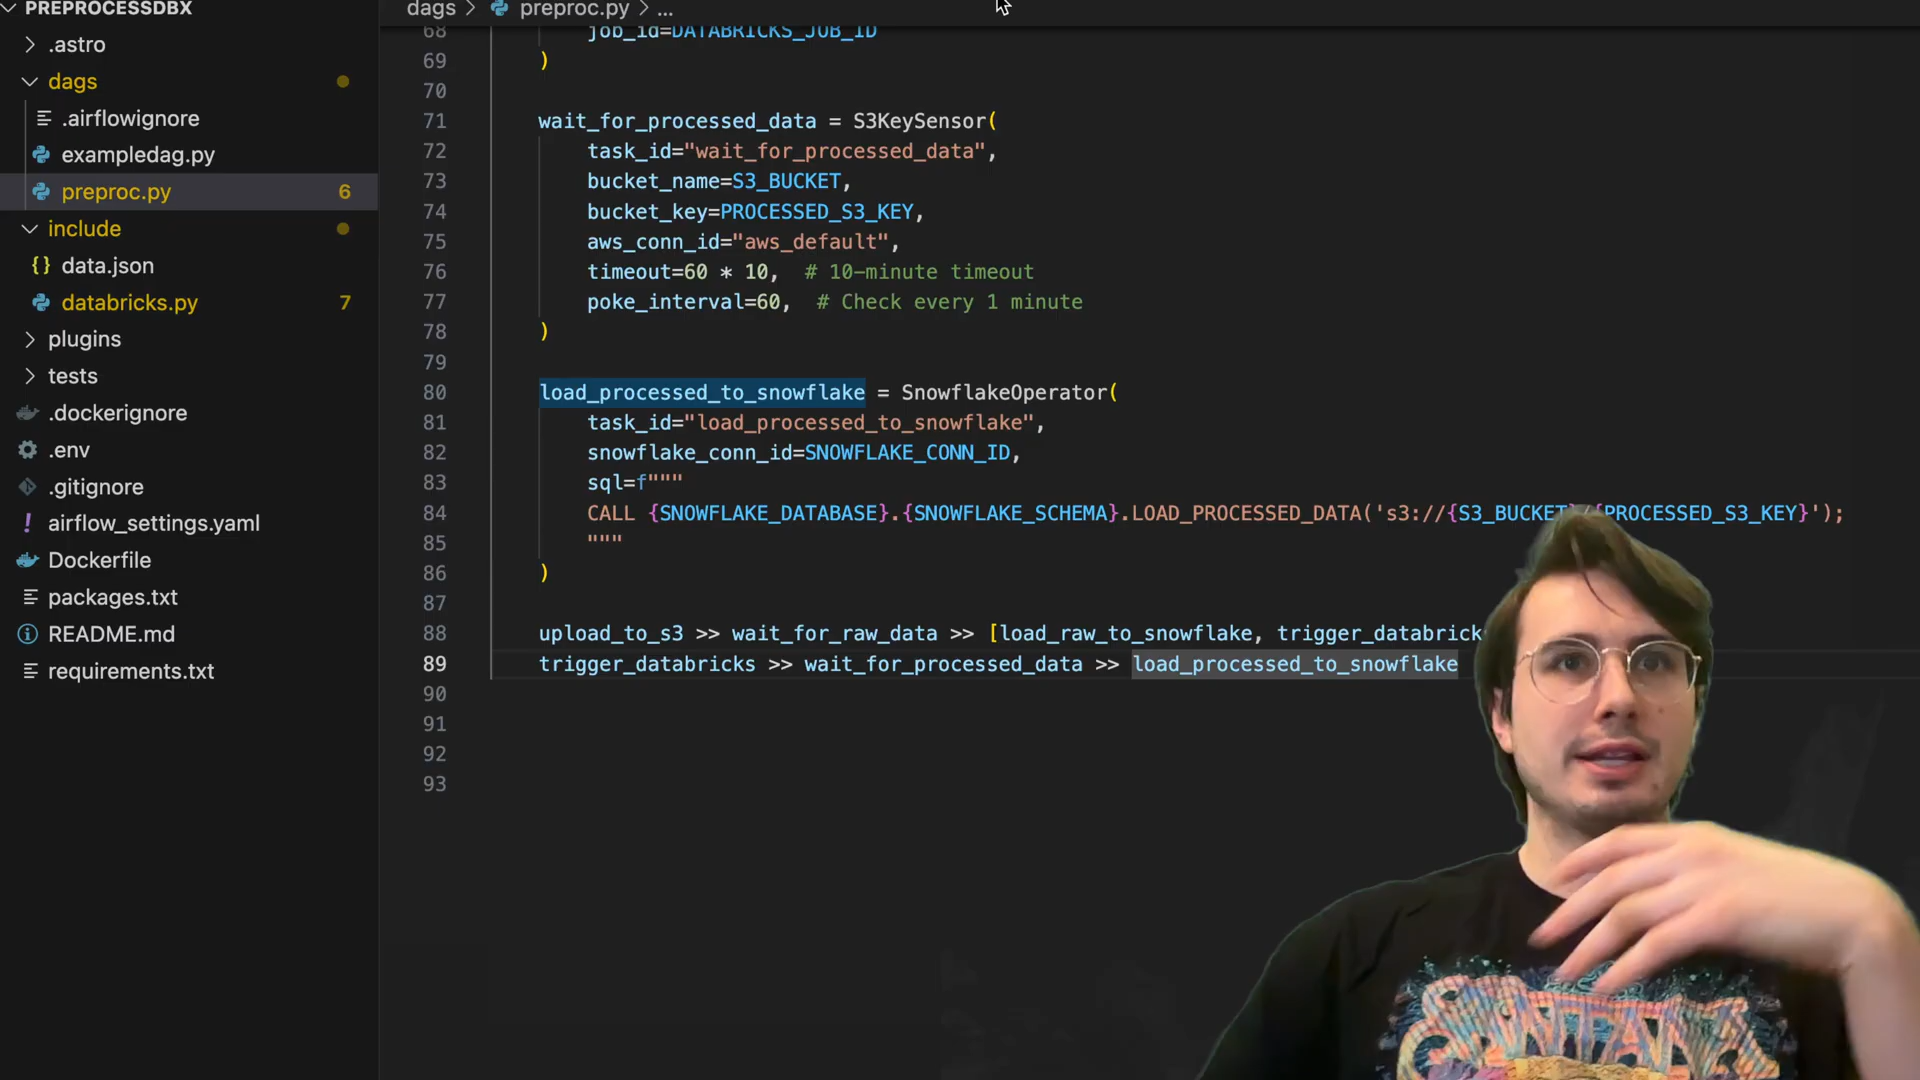 PREPROCESSDBX
.astro
dags
.airflowignore
exampledag.py
preproc.py 6
include
data.json
databricks.py 7
plugins
tests
.dockerignore
.env
.gitignore
airflow_settings.yaml
Dockerfile
packages.txt
README.md
requirements.txt
dags > preproc.py > ...
68 job_id=DATABRICKS_JOB_ID
69 )
70
71 wait_for_processed_data = S3KeySensor(
72 task_id="wait_for_processed_data",
73 bucket_name=S3_BUCKET,
74 bucket_key=PROCESSED_S3_KEY,
75 aws_conn_id="aws_default",
76 timeout=60 * 10,  # 10-minute timeout
77 poke_interval=60,  # Check every 1 minute
78 )
79
80 load_processed_to_snowflake = SnowflakeOperator(
81 task_id="load_processed_to_snowflake",
82 snowflake_conn_id=SNOWFLAKE_CONN_ID,
83 sql=f"""
84 CALL {SNOWFLAKE_DATABASE}.{SNOWFLAKE_SCHEMA}.LOAD_PROCESSED_DATA('s3://{S3_BUCKET}/{PROCESSED_S3_KEY}');
85 """
86 )
87
88 upload_to_s3 >> wait_for_raw_data >> [load_raw_to_snowflake, trigger_databrick
89 trigger_databricks >> wait_for_processed_data >> load_processed_to_snowflake
90
91
92
93